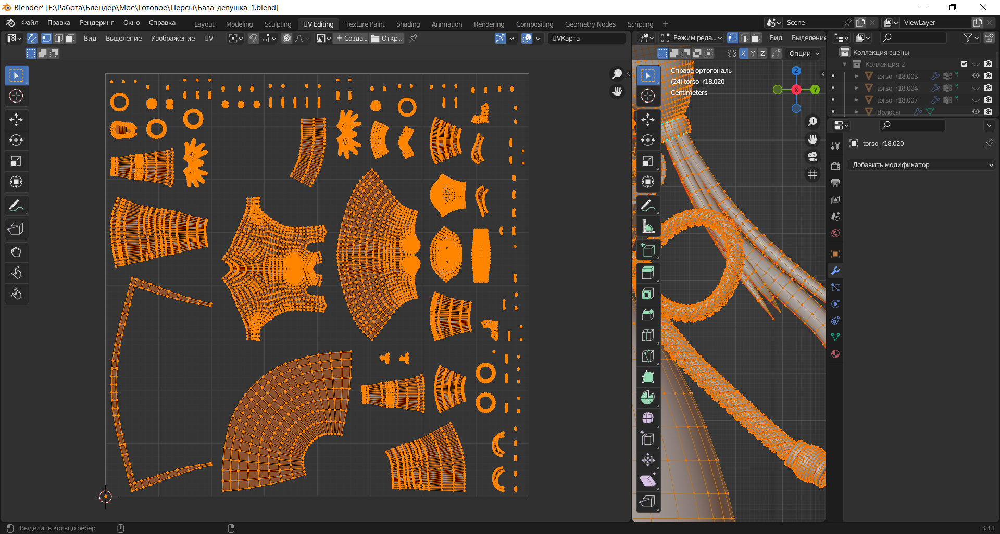 Blender* [E:\Работа\Блендер\Мое\Готовое\Персы\База_девушка-1.blend]
Файл Правка Рендеринг Окно Справка Layout Modeling Sculpting UV Editing Texture Paint Shading Animation Rendering Compositing Geometry Nodes Scripting + Scene ViewLayer
Вид Выделение Изображение UV + Созда... Откр... UVКарта
Режим реда... Вид Выделение
X Y Z Опции
Справа ортогональ
(24) torso_r18.020
Centimeters
Z
X
Y
Коллекция сцены
Коллекция 2
torso_r18.003
torso_r18.004
torso_r18.007
Волосы
torso_r18.020
Добавить модификатор
Выделить кольцо рёбер
3.3.1